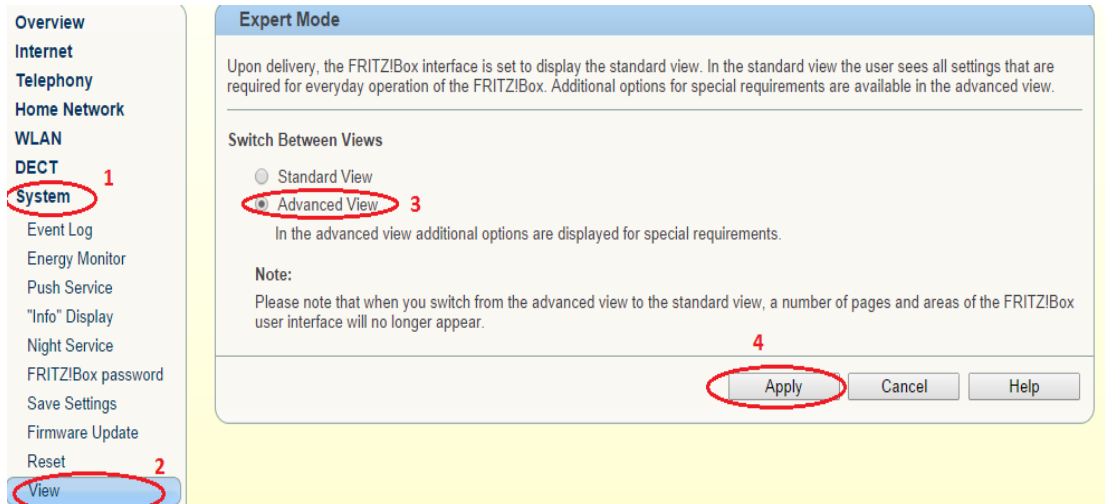 Overview
Internet
Telephony
Home Network
WLAN
DECT
1
System
Event Log
Energy Monitor
Push Service
"Info" Display
Night Service
FRITZ!Box password
Save Settings
Firmware Update
Reset
2
View
Expert Mode
Upon delivery, the FRITZ!Box interface is set to display the standard view. In the standard view the user sees all settings that are
required for everyday operation of the FRITZ!Box. Additional options for special requirements are available in the advanced view.
Switch Between Views
Standard View
Advanced View 3
In the advanced view additional options are displayed for special requirements.
Note:
Please note that when you switch from the advanced view to the standard view, a number of pages and areas of the FRITZ!Box
user interface will no longer appear.
4
Apply Cancel Help